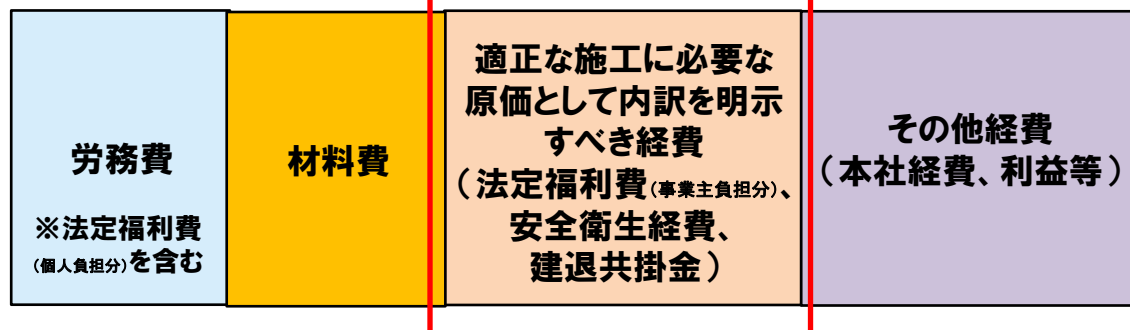 労務費
※法定福利費
(個人負担分)を含む
材料費
適正な施工に必要な
原価として内訳を明示
すべき経費
(法定福利費(事業主負担分)、
安全衛生経費、
建退共掛金)
その他経費
(本社経費、利益等)